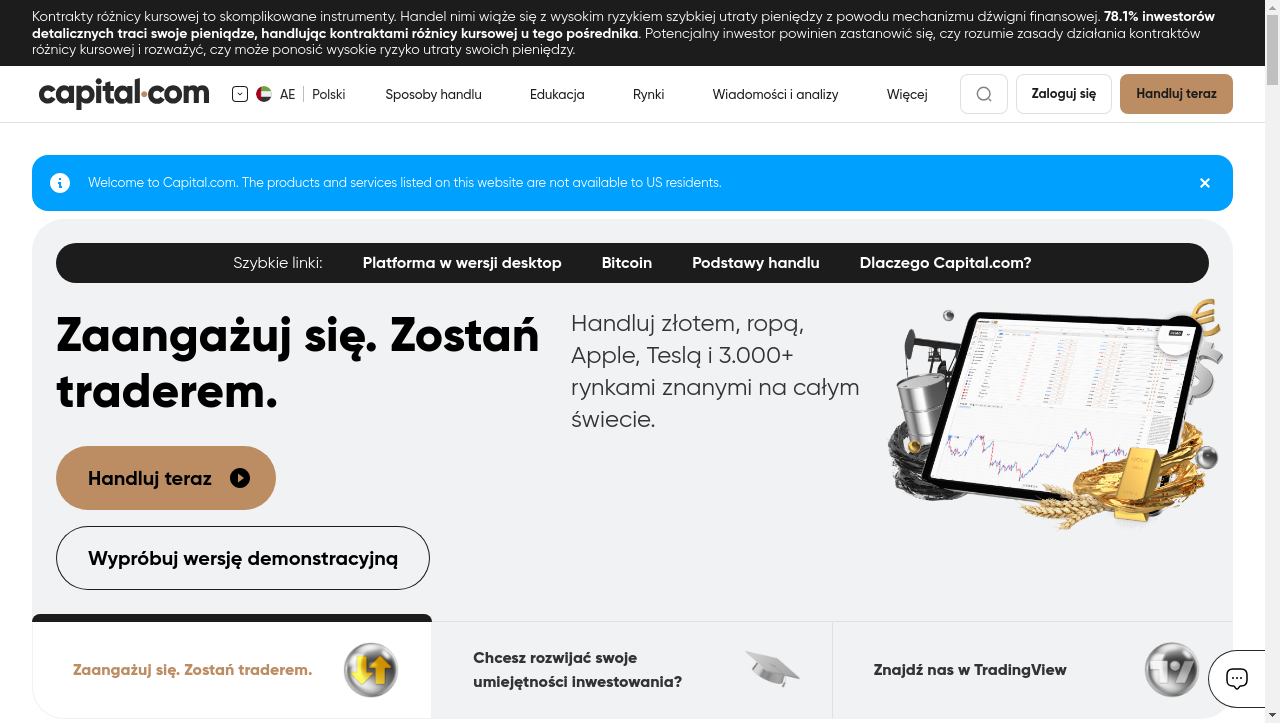 Kontrakty różnicy kursowej to skomplikowane instrumenty. Handel nimi wiąże się z wysokim ryzykiem szybkiej utraty pieniędzy z powodu mechanizmu dźwigni finansowej. 78.1% inwestorów
detalicznych traci swoje pieniądze, handlując kontraktami różnicy kursowej u tego pośrednika. Potencjalny inwestor powinien zastanowić się, czy rozumie zasady działania kontraktów
różnicy kursowej i rozważyć, czy może ponosić wysokie ryzyko utraty swoich pieniędzy.
capital.com AE Polski Sposoby handlu Edukacja Rynki Wiadomości i analizy Więcej Zaloguj się Handluj teraz
Welcome to Capital.com. The products and services listed on this website are not available to US residents.
Szybkie linki: Platforma w wersji desktop Bitcoin Podstawy handlu Dlaczego Capital.com?
Zaangażuj się. Zostań
traderem.
Handluj złotem, ropą,
Apple, Teslą i 3.000+
rynkami znanymi na całym
świecie.
Handluj teraz
Wypróbuj wersję demonstracyjną
Zaangażuj się. Zostań traderem.
Chcesz rozwijać swoje
umiejętności inwestowania?
Znajdź nas w TradingView